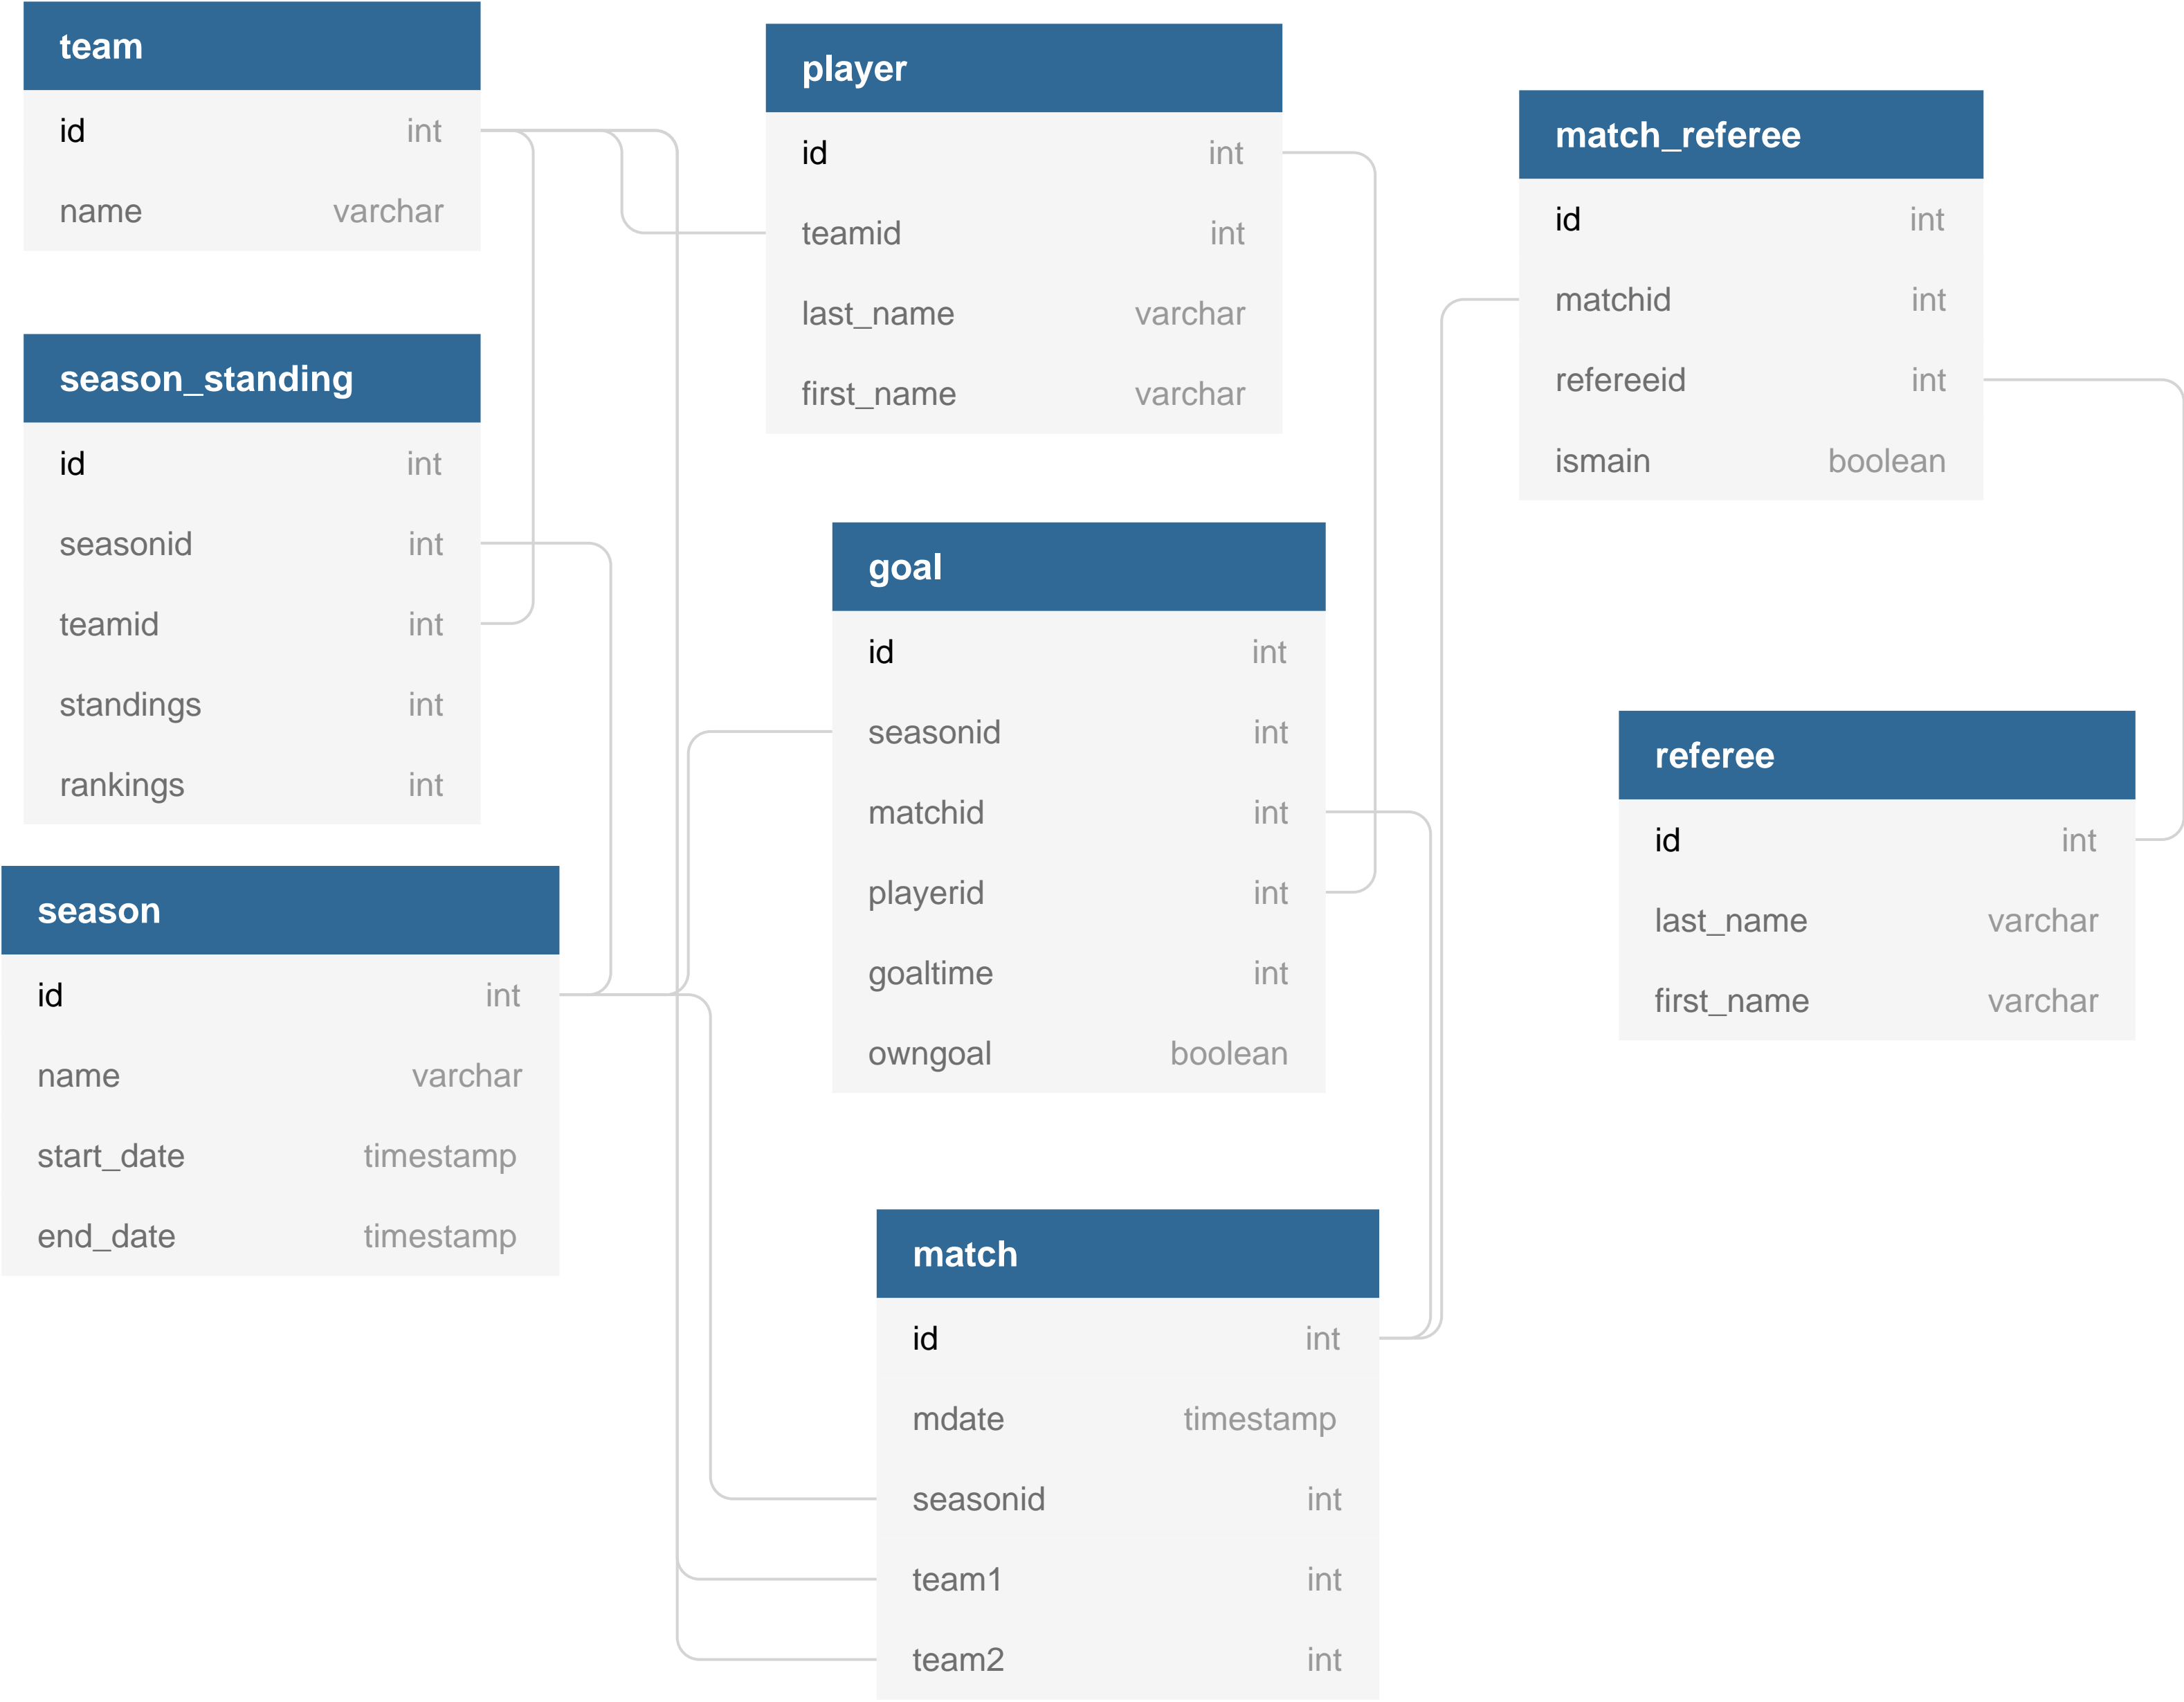 team
id int
name varchar
season_standing
id int
seasonid int
teamid int
standings int
rankings int
season
id int
name varchar
start_date timestamp
end_date timestamp
player
id int
teamid int
last_name varchar
first_name varchar
goal
id int
seasonid int
matchid int
playerid int
goaltime int
owngoal boolean
match
id int
mdate timestamp
seasonid int
team1 int
team2 int
match_referee
id int
matchid int
refereeid int
ismain boolean
referee
id int
last_name varchar
first_name varchar